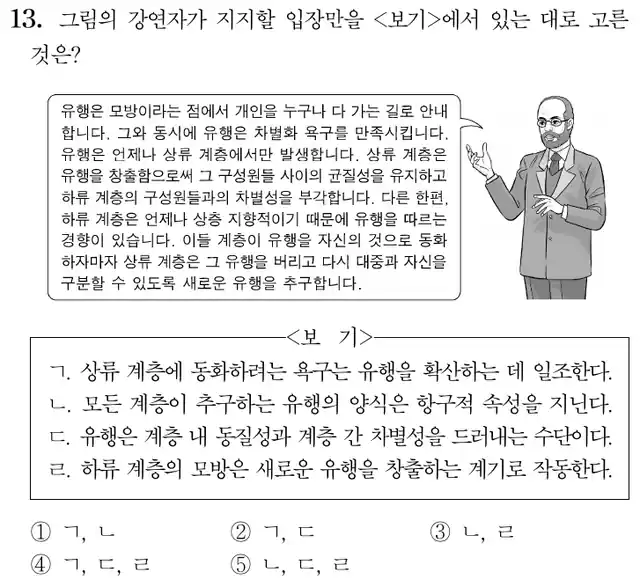 13. 그림의 강연자가 지지할 입장만을 <보기>에서 있는 대로 고른
것은?
유행은 모방이라는 점에서 개인을 누구나 다 가는 길로 안내
합니다. 그와 동시에 유행은 차별화 욕구를 만족시킵니다.
유행은 언제나 상류 계층에서만 발생합니다. 상류 계층은
유행을 창출함으로써 그 구성원들 사이의 균질성을 유지하고
하류 계층의 구성원들과의 차별성을 부각합니다. 다른 한편,
하류 계층은 언제나 상층 지향적이기 때문에 유행을 따르는
경향이 있습니다. 이들 계층이 유행을 자신의 것으로 동화
하자마자 상류 계층은 그 유행을 버리고 다시 대중과 자신을
구분할 수 있도록 새로운 유행을 추구합니다.
<보 기>
ㄱ. 상류 계층에 동화하려는 욕구는 유행을 확산하는 데 일조한다.
ㄴ. 모든 계층이 추구하는 유행의 양식은 항구적 속성을 지닌다.
ㄷ. 유행은 계층 내 동질성과 계층 간 차별성을 드러내는 수단이다.
ㄹ. 하류 계층의 모방은 새로운 유행을 창출하는 계기로 작동한다.
① ㄱ, ㄴ ② ㄱ, ㄷ ③ ㄴ, ㄹ
④ ㄱ, ㄷ, ㄹ ⑤ ㄴ, ㄷ, ㄹ